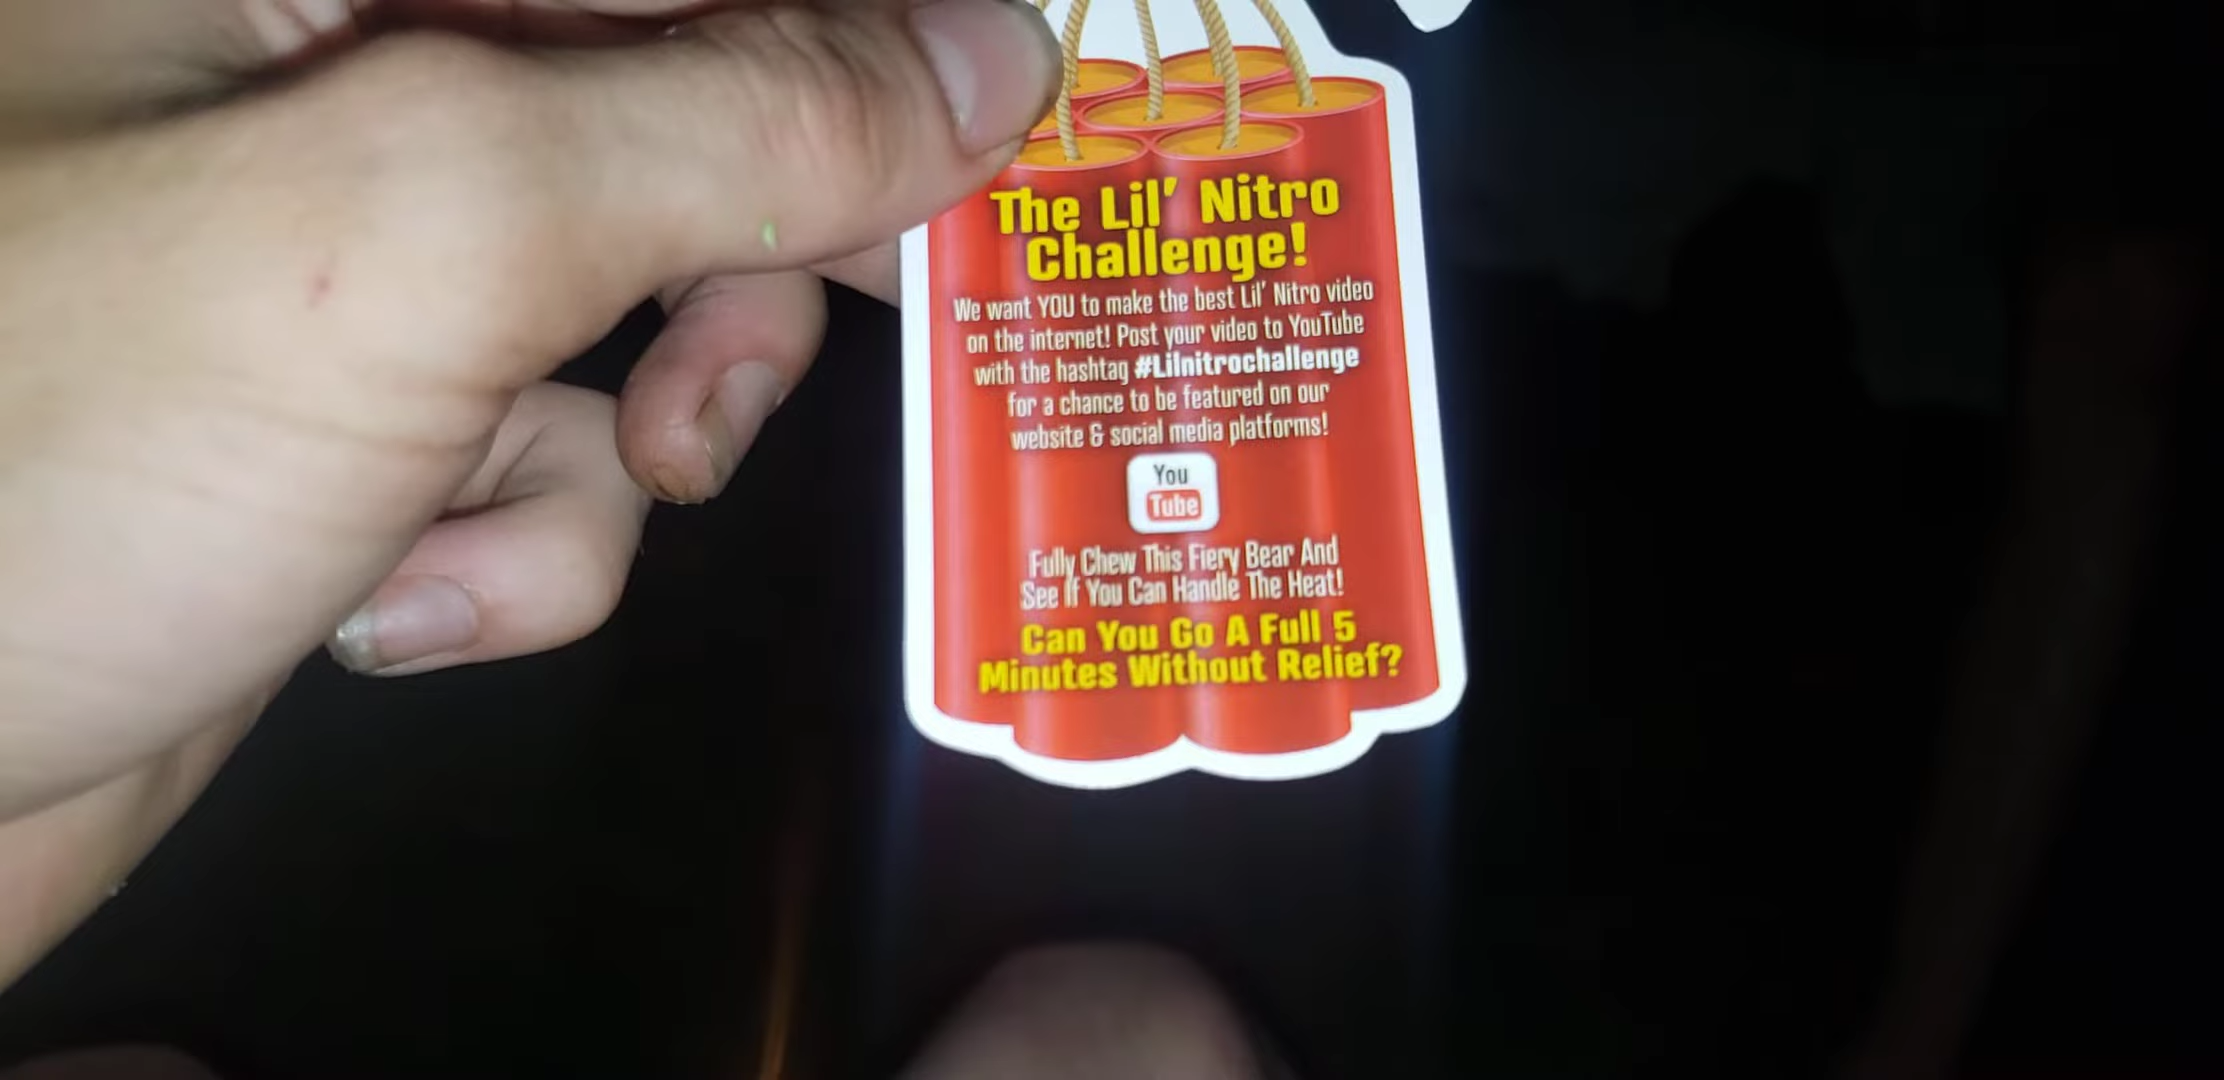 The Lil' Nitro
Challenge!
We want YOU to make the best Lil' Nitro video
on the internet! Post your video to YouTube
with the hashtag #Lilnitrochallenge
for a chance to be featured on our
website & social media platforms!
You
Tube
Fully Chew This Fiery Bear And
See If You Can Handle The Heat!
Can You Go A Full 5
Minutes Without Relief?